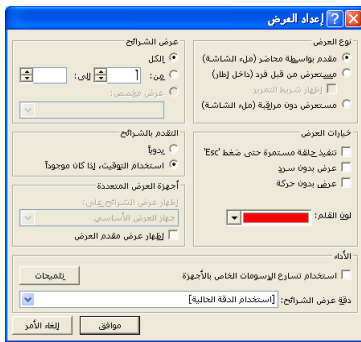 إعداد العرض
نوع العرض
مقدم بواسطة محاضر (ملء الشاشة)
مستعرض من قبل فرد (داخل إطار)
إظهار شريط التمرير
مستعرض دون مراقبة (ملء الشاشة)
عرض الشرائح
الكل
من: 1 إلى:
عرض مخصص:
خيارات العرض
تنفيذ حلقة مستمرة حتى ضغط 'Esc'
عرض بدون سرد
عرض بدون حركة
لون القلم:
التقدم بالشرائح
يدوياً
استخدام التوقيت، إذا كان موجوداً
أجهزة العرض المتعددة
إظهار عرض الشرائح على:
جهاز العرض الأساسي
إظهار عرض مقدم العرض
الأداء
استخدام تسارع الرسومات الخاص بالأجهزة
تلميحات
دقة عرض الشرائح: [استخدام الدقة الحالية]
موافق
إلغاء الأمر